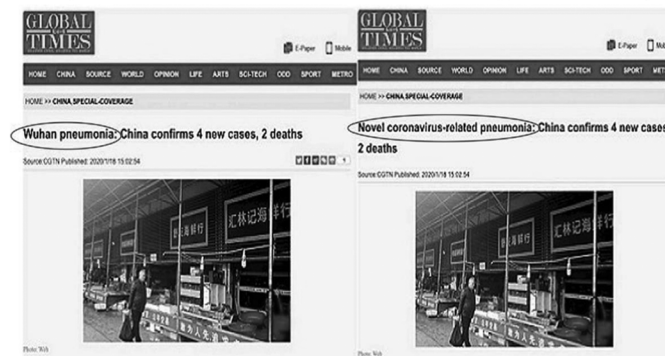 GLOBAL
TIMES
E-Paper Mobile
HOME CHINA SOURCE WORLD OPINION LIFE ARTS SCI-TECH ODD SPORT METRO
HOME >> CHINA,SPECIAL-COVERAGE
Wuhan pneumonia: China confirms 4 new cases, 2 deaths
Source:CGTN Published: 2020/1/18 15:02:54
汇林记海鲜行
Photo: Web
GLOBAL
TIMES
E-Paper Mob
HOME CHINA SOURCE WORLD OPINION LIFE ARTS SCI-TECH ODD SPORT MET
HOME >> CHINA,SPECIAL-COVERAGE
Novel coronavirus-related pneumonia: China confirms 4 new cases
2 deaths
Source:CGTN Published: 2020/1/18 15:02:54
汇林记海鲜行
Photo: Web